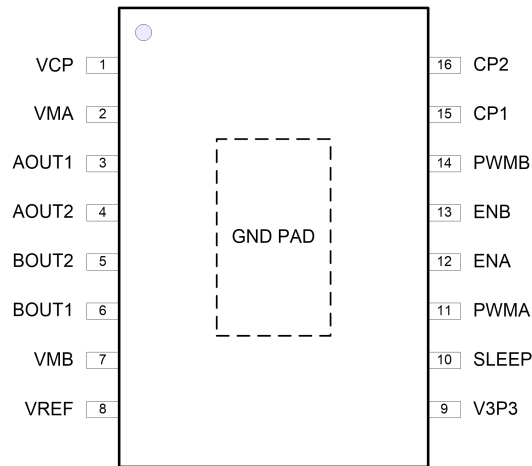 VCP 1 16 CP2
VMA 2 15 CP1
AOUT1 3 14 PWMB
AOUT2 4 13 ENB
GND PAD
BOUT2 5 12 ENA
BOUT1 6 11 PWMA
VMB 7 10 SLEEP
VREF 8 9 V3P3